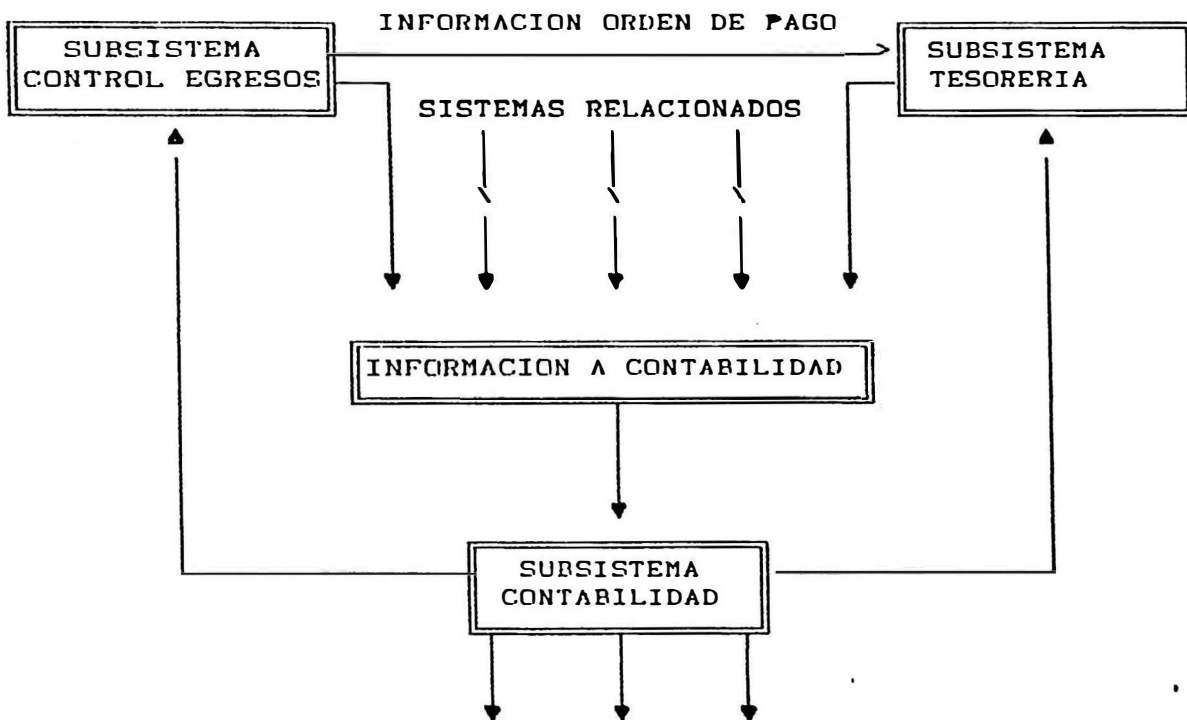 INFORMACION ORDEN DE PAGO
SUBSISTEMA
CONTROL EGRESOS
SUBSISTEMA
TESORERIA
SISTEMAS RELACIONADOS
INFORMACION A CONTABILIDAD
SUBSISTEMA
CONTABILIDAD